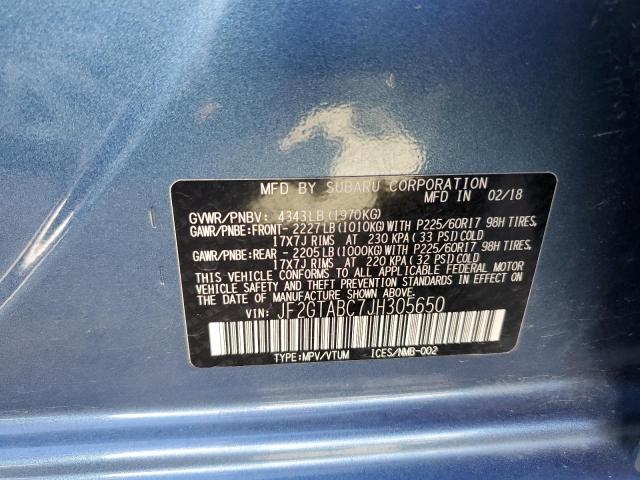 MFD BY SUBARU CORPORATION
MFD IN 02/18
GVWR/PNBV: 4343LB(1970KG)
GAWR/PNBE:FRONT-2227LB(1010KG)WITH P225/60R17 98H TIRES,
17X7J RIMS AT 230 KPA (33 PSI)COLD
GAWR/PNBE:REAR -2205LB(1000KG)WITH P225/60R17 98H TIRES,
17X7J RIMS AT 220 KPA (32 PSI)COLD
THIS VEHICLE CONFORMS TO ALL APPLICABLE FEDERAL MOTOR
VEHICLE SAFETY AND THEFT PREVENTION STANDARDS IN EFFECT ON
THE DATE OF MANUFACTURE SHOWN ABOVE.
VIN: JF2GTABC7JH305650
TYPE:MPV/VTUM ICES/NMB-002